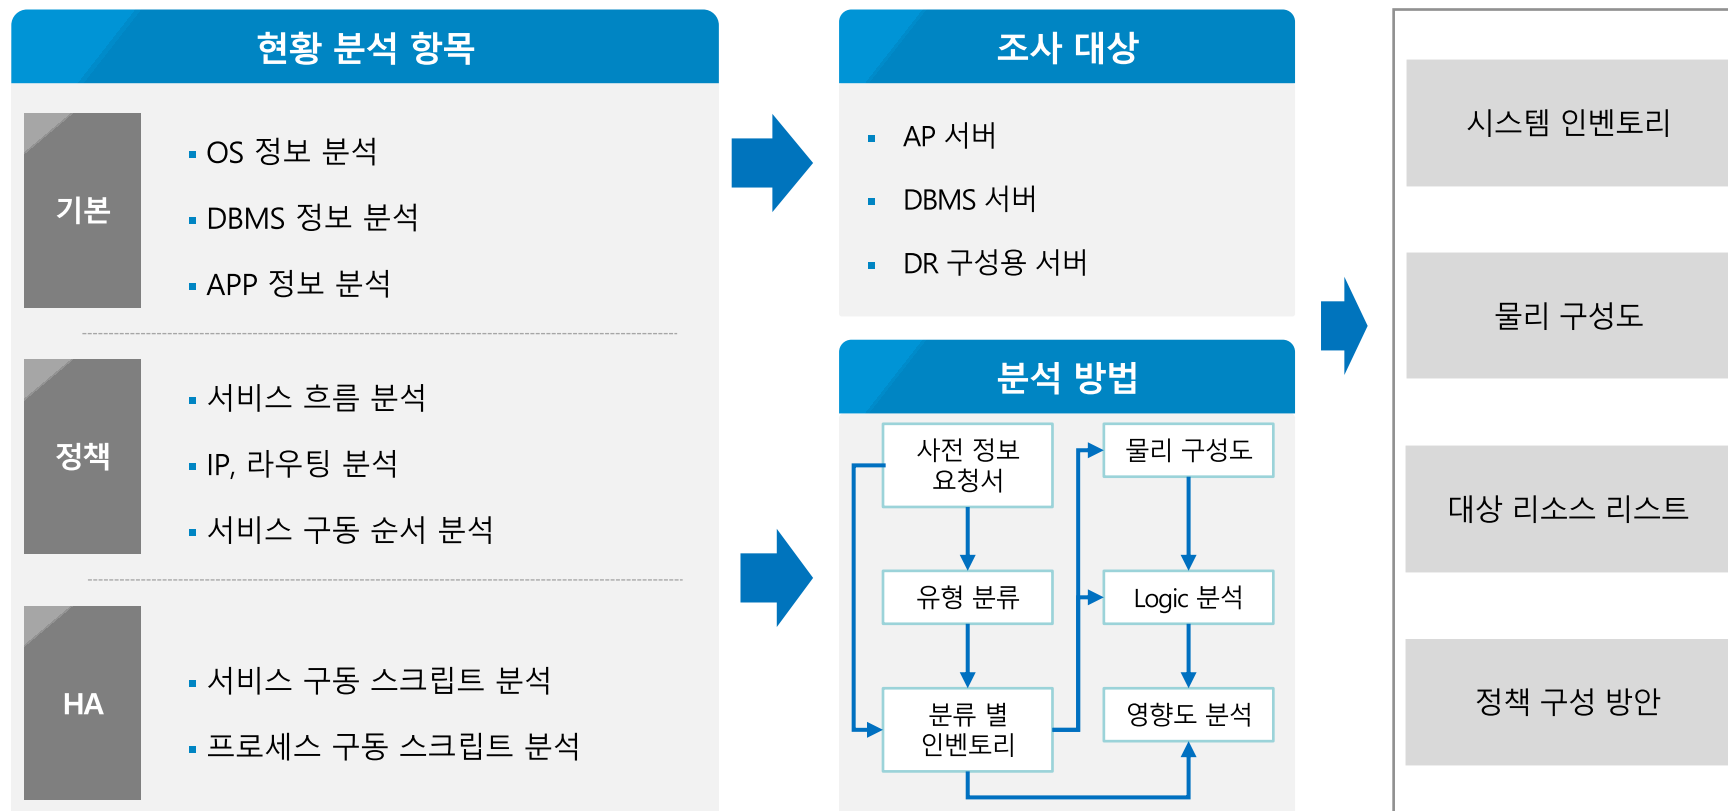 현황 분석 항목
기본
OS 정보 분석
DBMS 정보 분석
APP 정보 분석
정책
서비스 흐름 분석
IP, 라우팅 분석
서비스 구동 순서 분석
HA
서비스 구동 스크립트 분석
프로세스 구동 스크립트 분석
조사 대상
AP 서버
DBMS 서버
DR 구성용 서버
분석 방법
사전 정보
요청서
유형 분류
분류 별
인벤토리
물리 구성도
Logic 분석
영향도 분석
시스템 인벤토리
물리 구성도
대상 리소스 리스트
정책 구성 방안